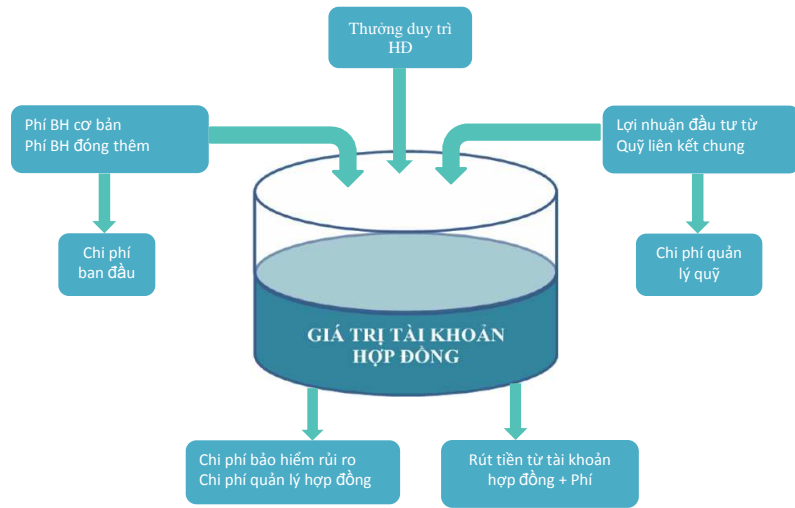 Thưởng duy trì
HĐ
Phí BH cơ bản
Phí BH đóng thêm
Lợi nhuận đầu tư từ
Quỹ liên kết chung
Chi phí
ban đầu
Chi phí quản
lý quỹ
GIÁ TRỊ TÀI KHOẢN
HỢP ĐỒNG
Chi phí bảo hiểm rủi ro
Chi phí quản lý hợp đồng
Rút tiền từ tài khoản
hợp đồng + Phí